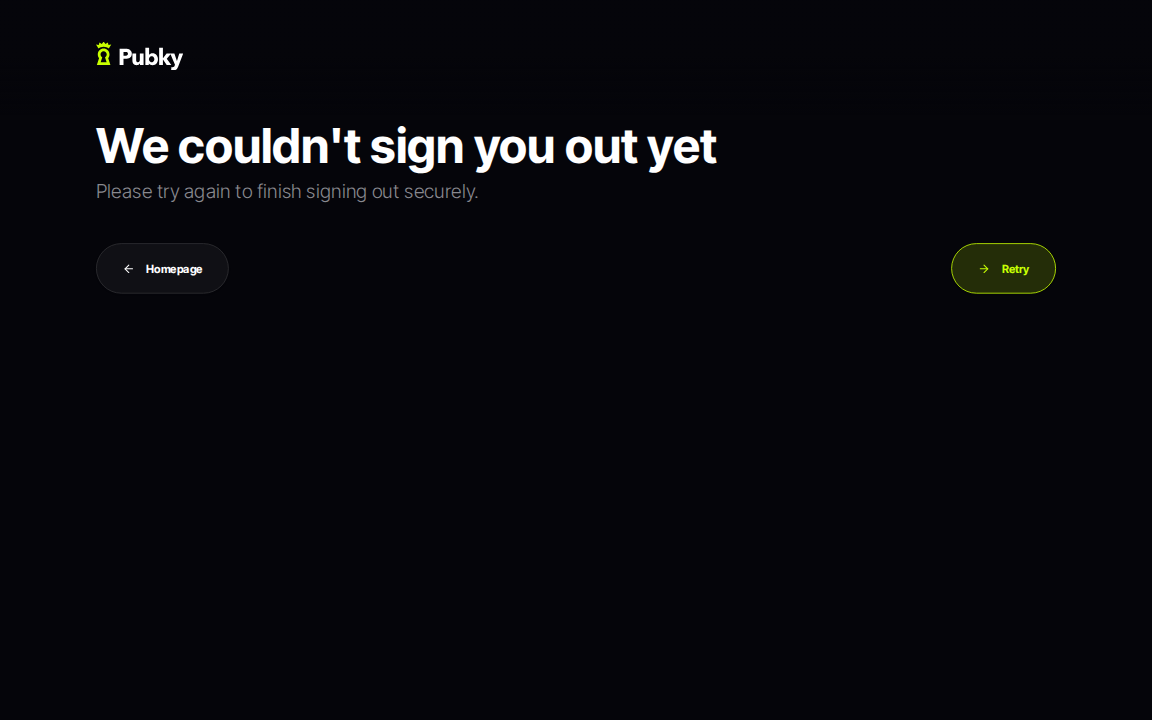 Pubky
We couldn't sign you out yet
Please try again to finish signing out securely.
Homepage
Retry